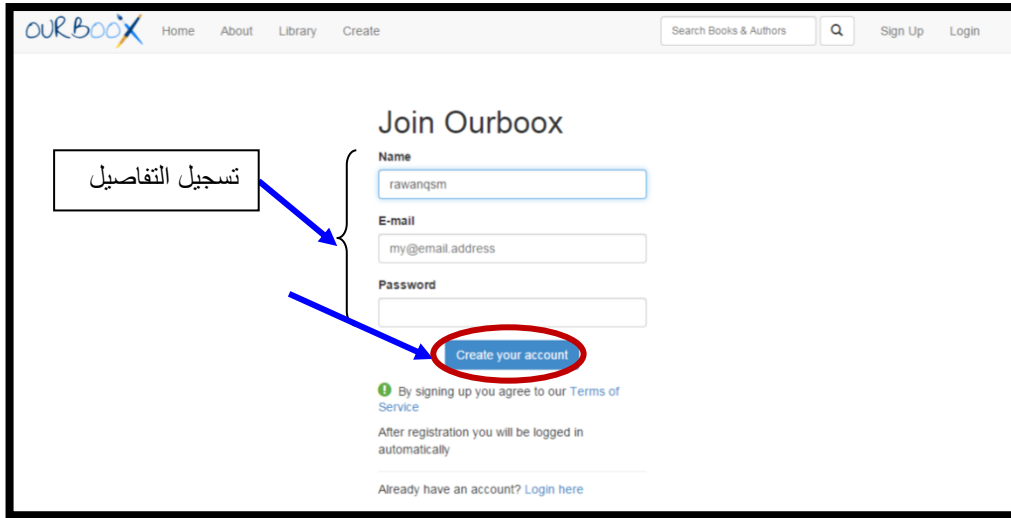 OURBOOX Home About Library Create Search Books & Authors Sign Up Login
Join Ourboox
Name
rawanqsm
تسجيل التفاصيل
E-mail
my@email.address
Password
Create your account
By signing up you agree to our Terms of
Service
After registration you will be logged in
automatically
Already have an account? Login here